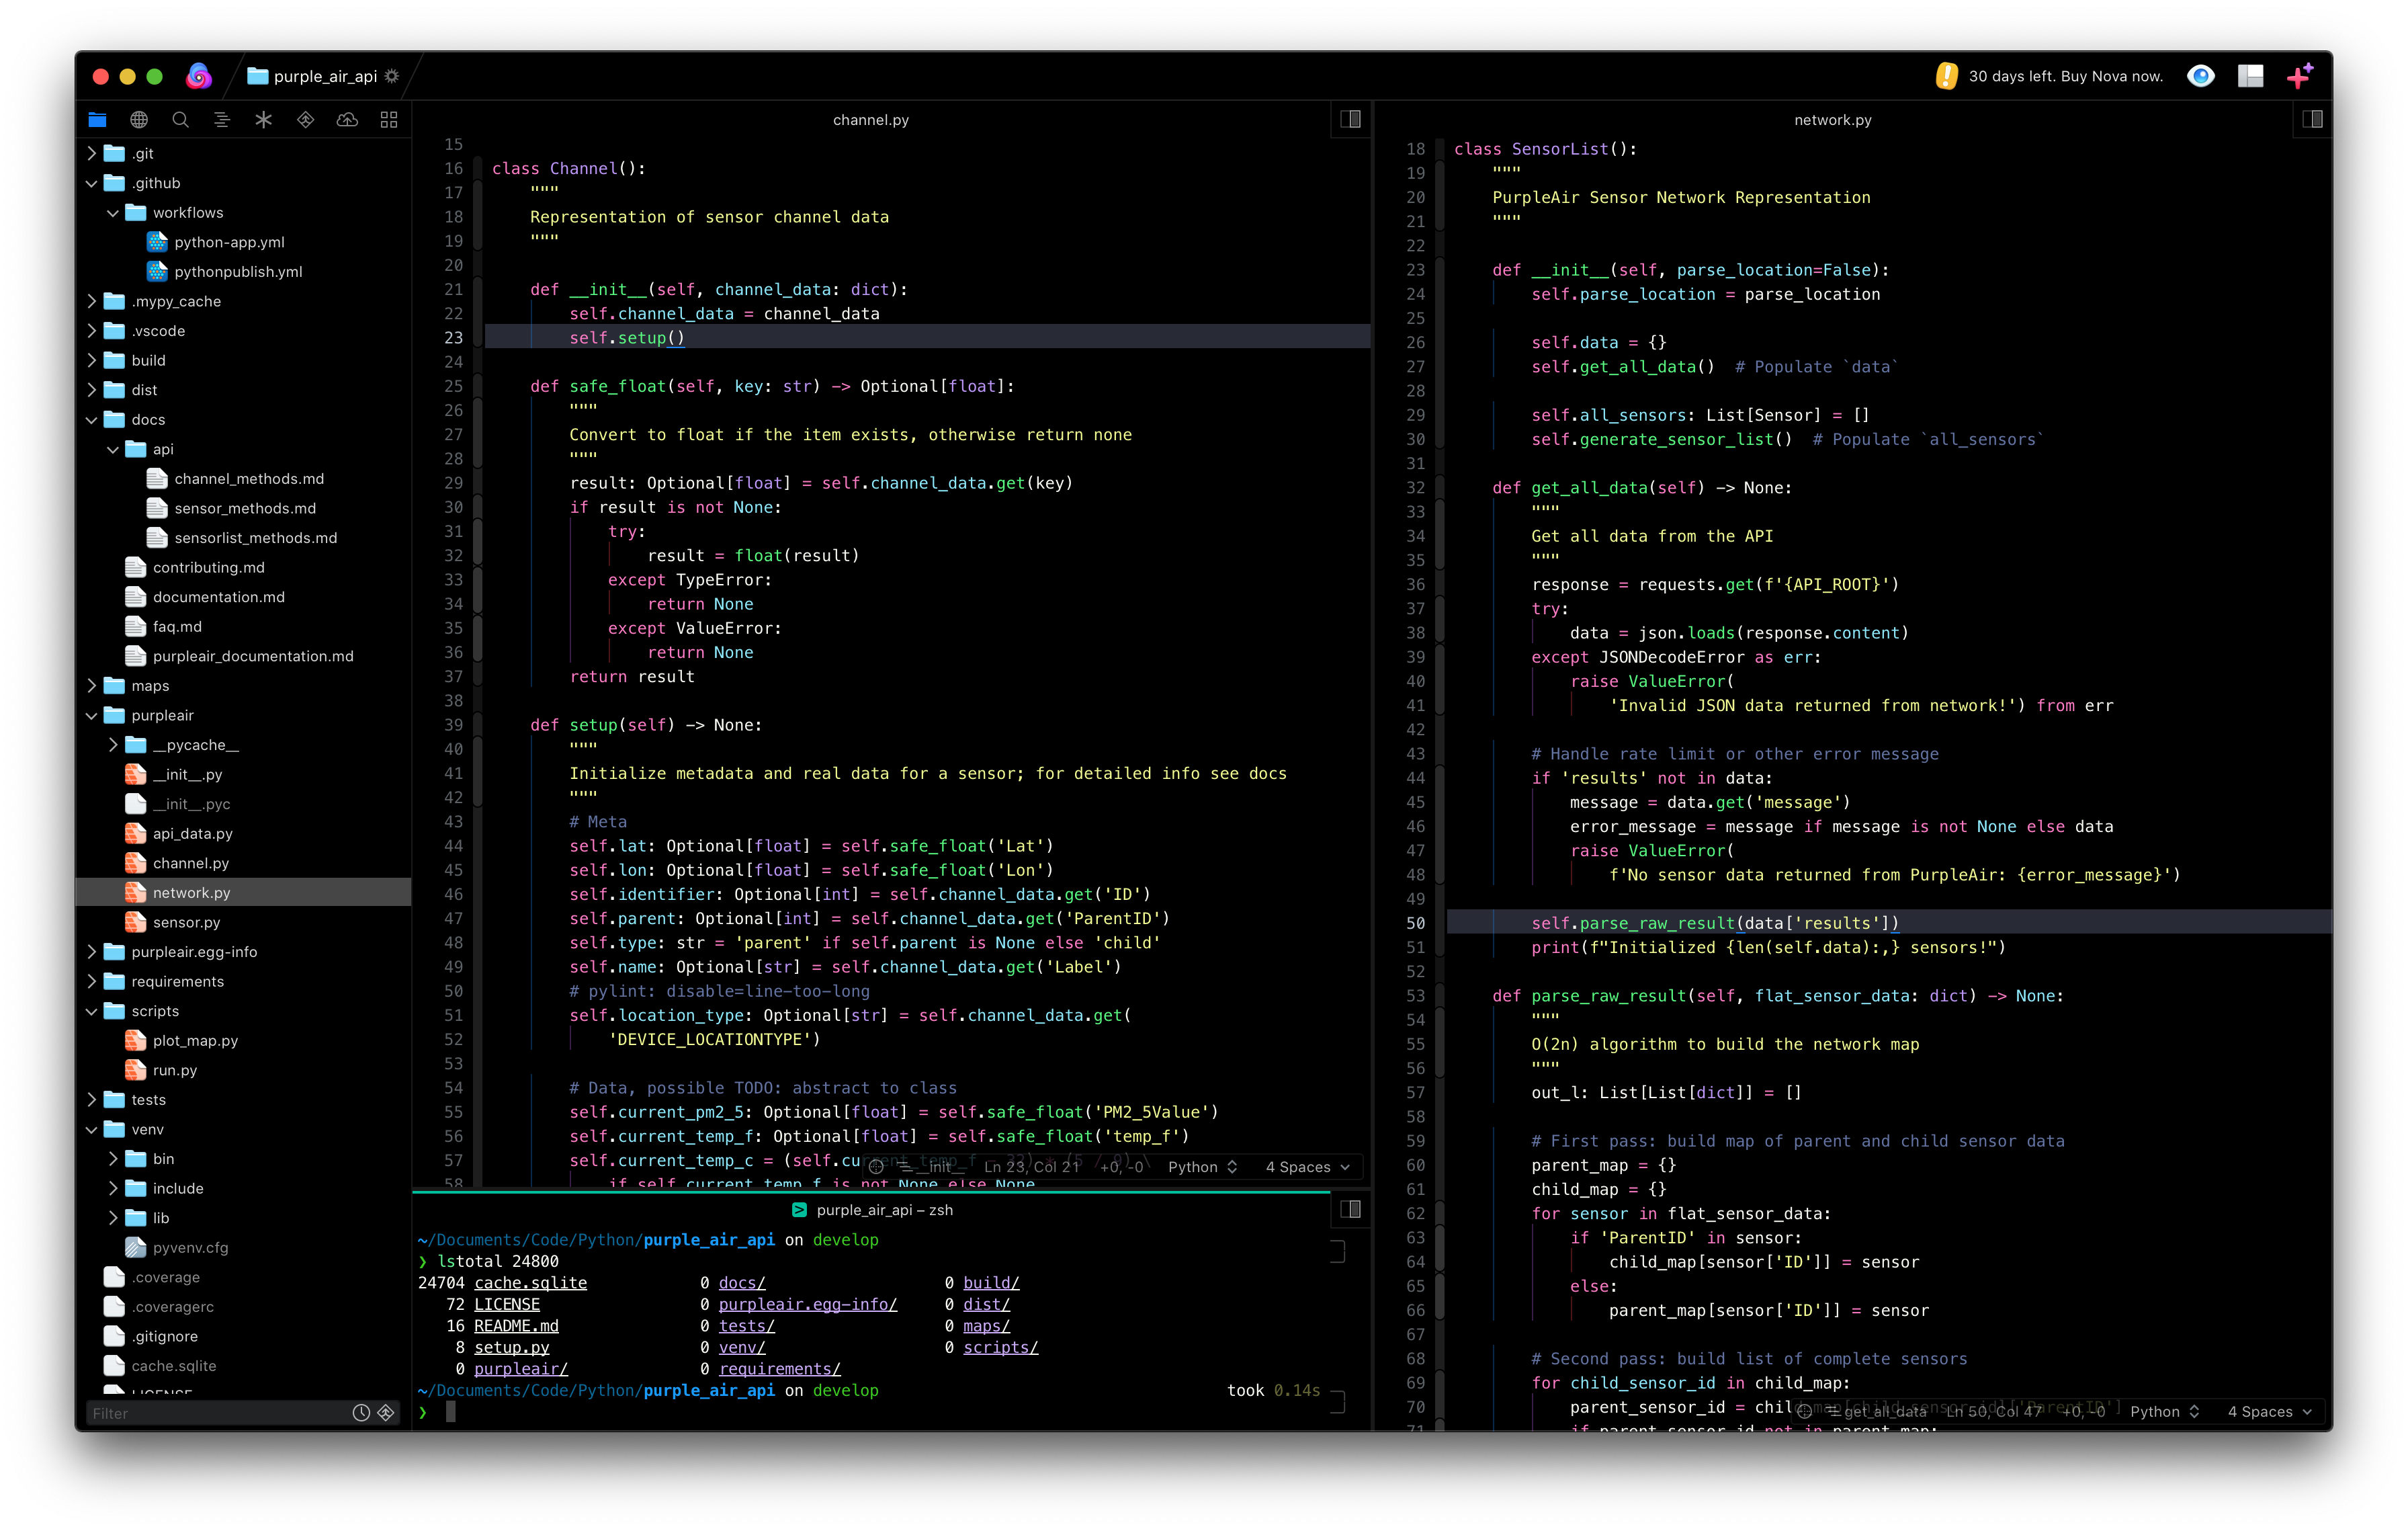 purple_air_api
30 days left. Buy Nova now.
.git
.github
workflows
python-app.yml
pythonpublish.yml
.mypy_cache
.vscode
build
dist
docs
api
channel_methods.md
sensor_methods.md
sensorlist_methods.md
contributing.md
documentation.md
faq.md
purpleair_documentation.md
maps
purpleair
__pycache__
__init__.py
__init__.pyc
api_data.py
channel.py
network.py
sensor.py
purpleair.egg-info
requirements
scripts
plot_map.py
run.py
tests
venv
bin
include
lib
pyvenv.cfg
.coverage
.coveragerc
.gitignore
cache.sqlite
LICENSE
Filter
channel.py
15
16 class Channel():
17     """
18     Representation of sensor channel data
19     """
20
21     def __init__(self, channel_data: dict):
22         self.channel_data = channel_data
23         self.setup()
24
25     def safe_float(self, key: str) -> Optional[float]:
26         """
27         Convert to float if the item exists, otherwise return none
28         """
29         result: Optional[float] = self.channel_data.get(key)
30         if result is not None:
31             try:
32                 result = float(result)
33             except TypeError:
34                 return None
35             except ValueError:
36                 return None
37         return result
38
39     def setup(self) -> None:
40         """
41         Initialize metadata and real data for a sensor; for detailed info see docs
42         """
43         # Meta
44         self.lat: Optional[float] = self.safe_float('Lat')
45         self.lon: Optional[float] = self.safe_float('Lon')
46         self.identifier: Optional[int] = self.channel_data.get('ID')
47         self.parent: Optional[int] = self.channel_data.get('ParentID')
48         self.type: str = 'parent' if self.parent is None else 'child'
49         self.name: Optional[str] = self.channel_data.get('Label')
50         # pylint: disable=line-too-long
51         self.location_type: Optional[str] = self.channel_data.get(
52             'DEVICE_LOCATIONTYPE')
53
54         # Data, possible TODO: abstract to class
55         self.current_pm2_5: Optional[float] = self.safe_float('PM2_5Value')
56         self.current_temp_f: Optional[float] = self.safe_float('temp_f')
57         self.current_temp_c = (self.current_temp_f - 32) * (5 / 9) \
58             if self.current_temp_f is not None else None
__init__ Ln 23, Col 21 +0, -0 Python 4 Spaces
purple_air_api – zsh
~/Documents/Code/Python/purple_air_api on develop
❯ lstotal 24800
24704 cache.sqlite 0 docs/ 0 build/
72 LICENSE 0 purpleair.egg-info/ 0 dist/
16 README.md 0 tests/ 0 maps/
8 setup.py 0 venv/ 0 scripts/
0 purpleair/ 0 requirements/
~/Documents/Code/Python/purple_air_api on develop took 0.14s
❯
network.py
18 class SensorList():
19     """
20     PurpleAir Sensor Network Representation
21     """
22
23     def __init__(self, parse_location=False):
24         self.parse_location = parse_location
25
26         self.data = {}
27         self.get_all_data()  # Populate `data`
28
29         self.all_sensors: List[Sensor] = []
30         self.generate_sensor_list()  # Populate `all_sensors`
31
32     def get_all_data(self) -> None:
33         """
34         Get all data from the API
35         """
36         response = requests.get(f'{API_ROOT}')
37         try:
38             data = json.loads(response.content)
39         except JSONDecodeError as err:
40             raise ValueError(
41                 'Invalid JSON data returned from network!') from err
42
43         # Handle rate limit or other error message
44         if 'results' not in data:
45             message = data.get('message')
46             error_message = message if message is not None else data
47             raise ValueError(
48                 f'No sensor data returned from PurpleAir: {error_message}')
49
50         self.parse_raw_result(data['results'])
51         print(f"Initialized {len(self.data):,} sensors!")
52
53     def parse_raw_result(self, flat_sensor_data: dict) -> None:
54         """
55         O(2n) algorithm to build the network map
56         """
57         out_l: List[List[dict]] = []
58
59         # First pass: build map of parent and child sensor data
60         parent_map = {}
61         child_map = {}
62         for sensor in flat_sensor_data:
63             if 'ParentID' in sensor:
64                 child_map[sensor['ID']] = sensor
65             else:
66                 parent_map[sensor['ID']] = sensor
67
68         # Second pass: build list of complete sensors
69         for child_sensor_id in child_map:
70             parent_sensor_id = child_map[child_sensor_id]['ParentID']
71             if parent_sensor_id not in parent_map:
get_all_data Ln 50, Col 47 +0, -0 Python 4 Spaces